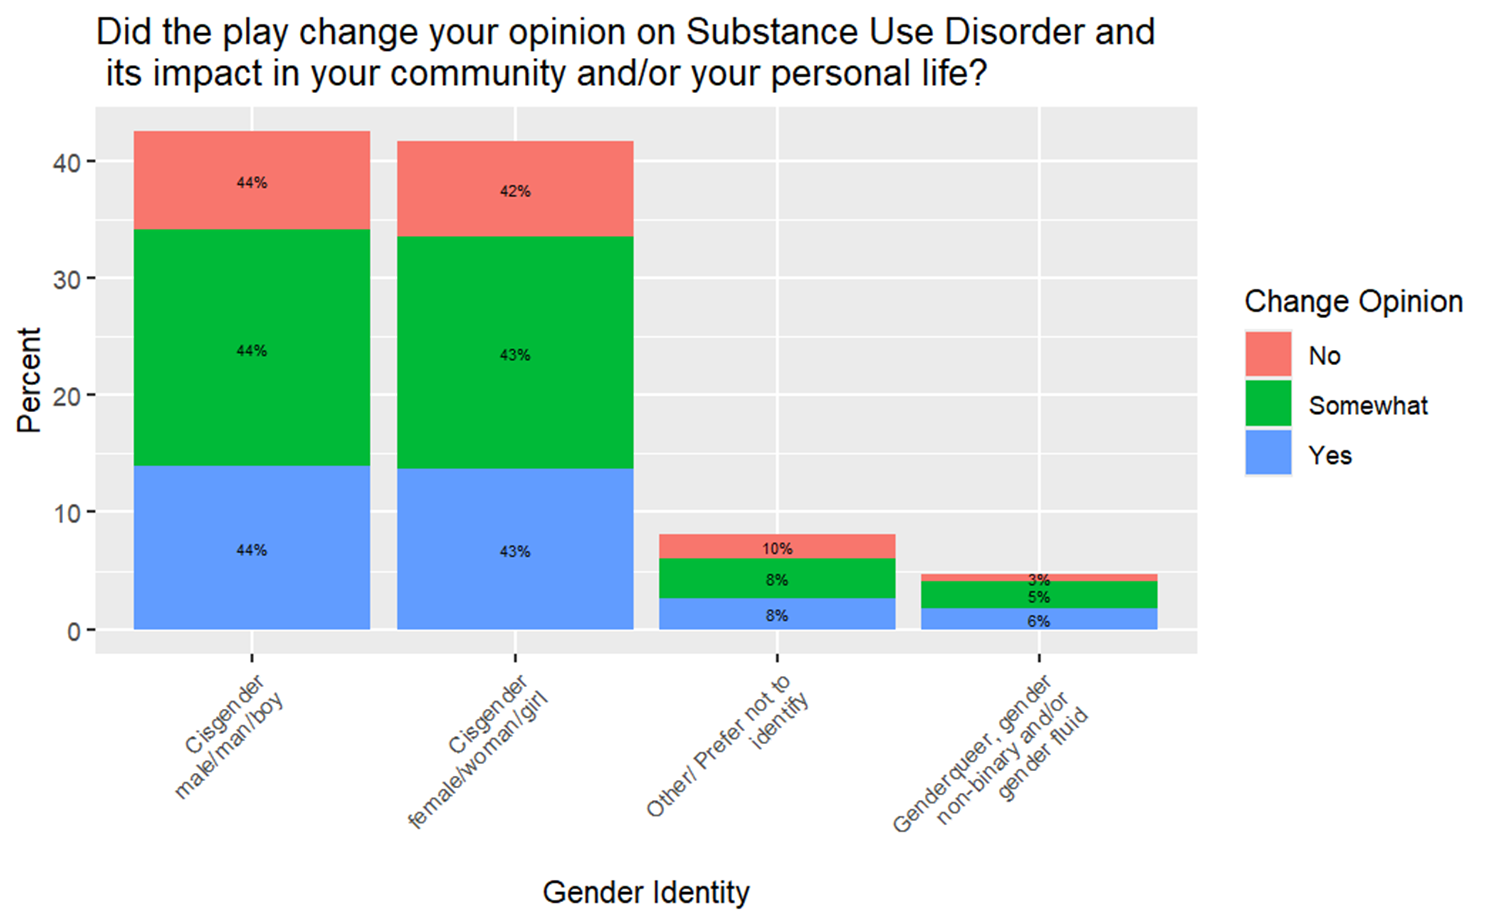 Did the play change your opinion on Substance Use Disorder and
its impact in your community and/or your personal life?
Percent
40
30
20
10
0
44%
44%
44%
42%
43%
43%
10%
8%
8%
3%
5%
6%
Cisgender
male/man/boy
Cisgender
female/woman/girl
Other/ Prefer not to
identify
Genderqueer, gender
non-binary and/or
gender fluid
Gender Identity
Change Opinion
No
Somewhat
Yes